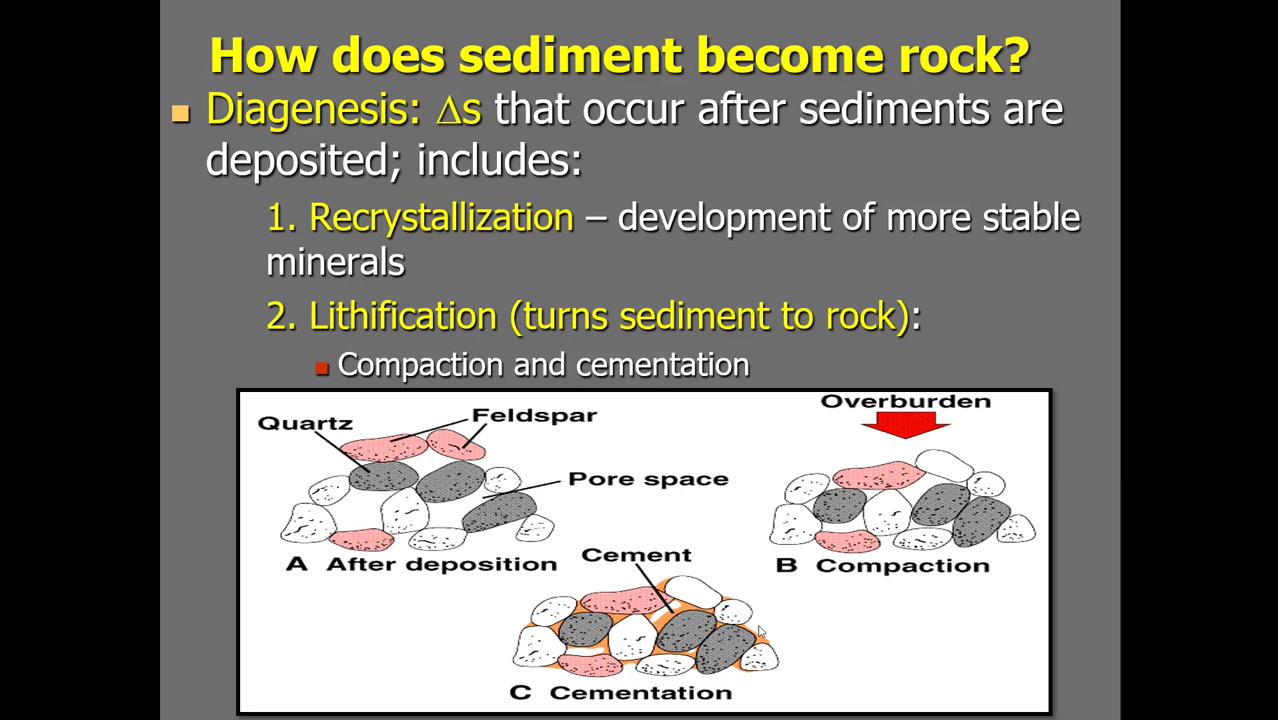 How does sediment become rock?
Diagenesis: Δs that occur after sediments are
deposited; includes:
1. Recrystallization – development of more stable
minerals
2. Lithification (turns sediment to rock):
Compaction and cementation
Quartz
Feldspar
Pore space
A After deposition
Overburden
B Compaction
Cement
C Cementation